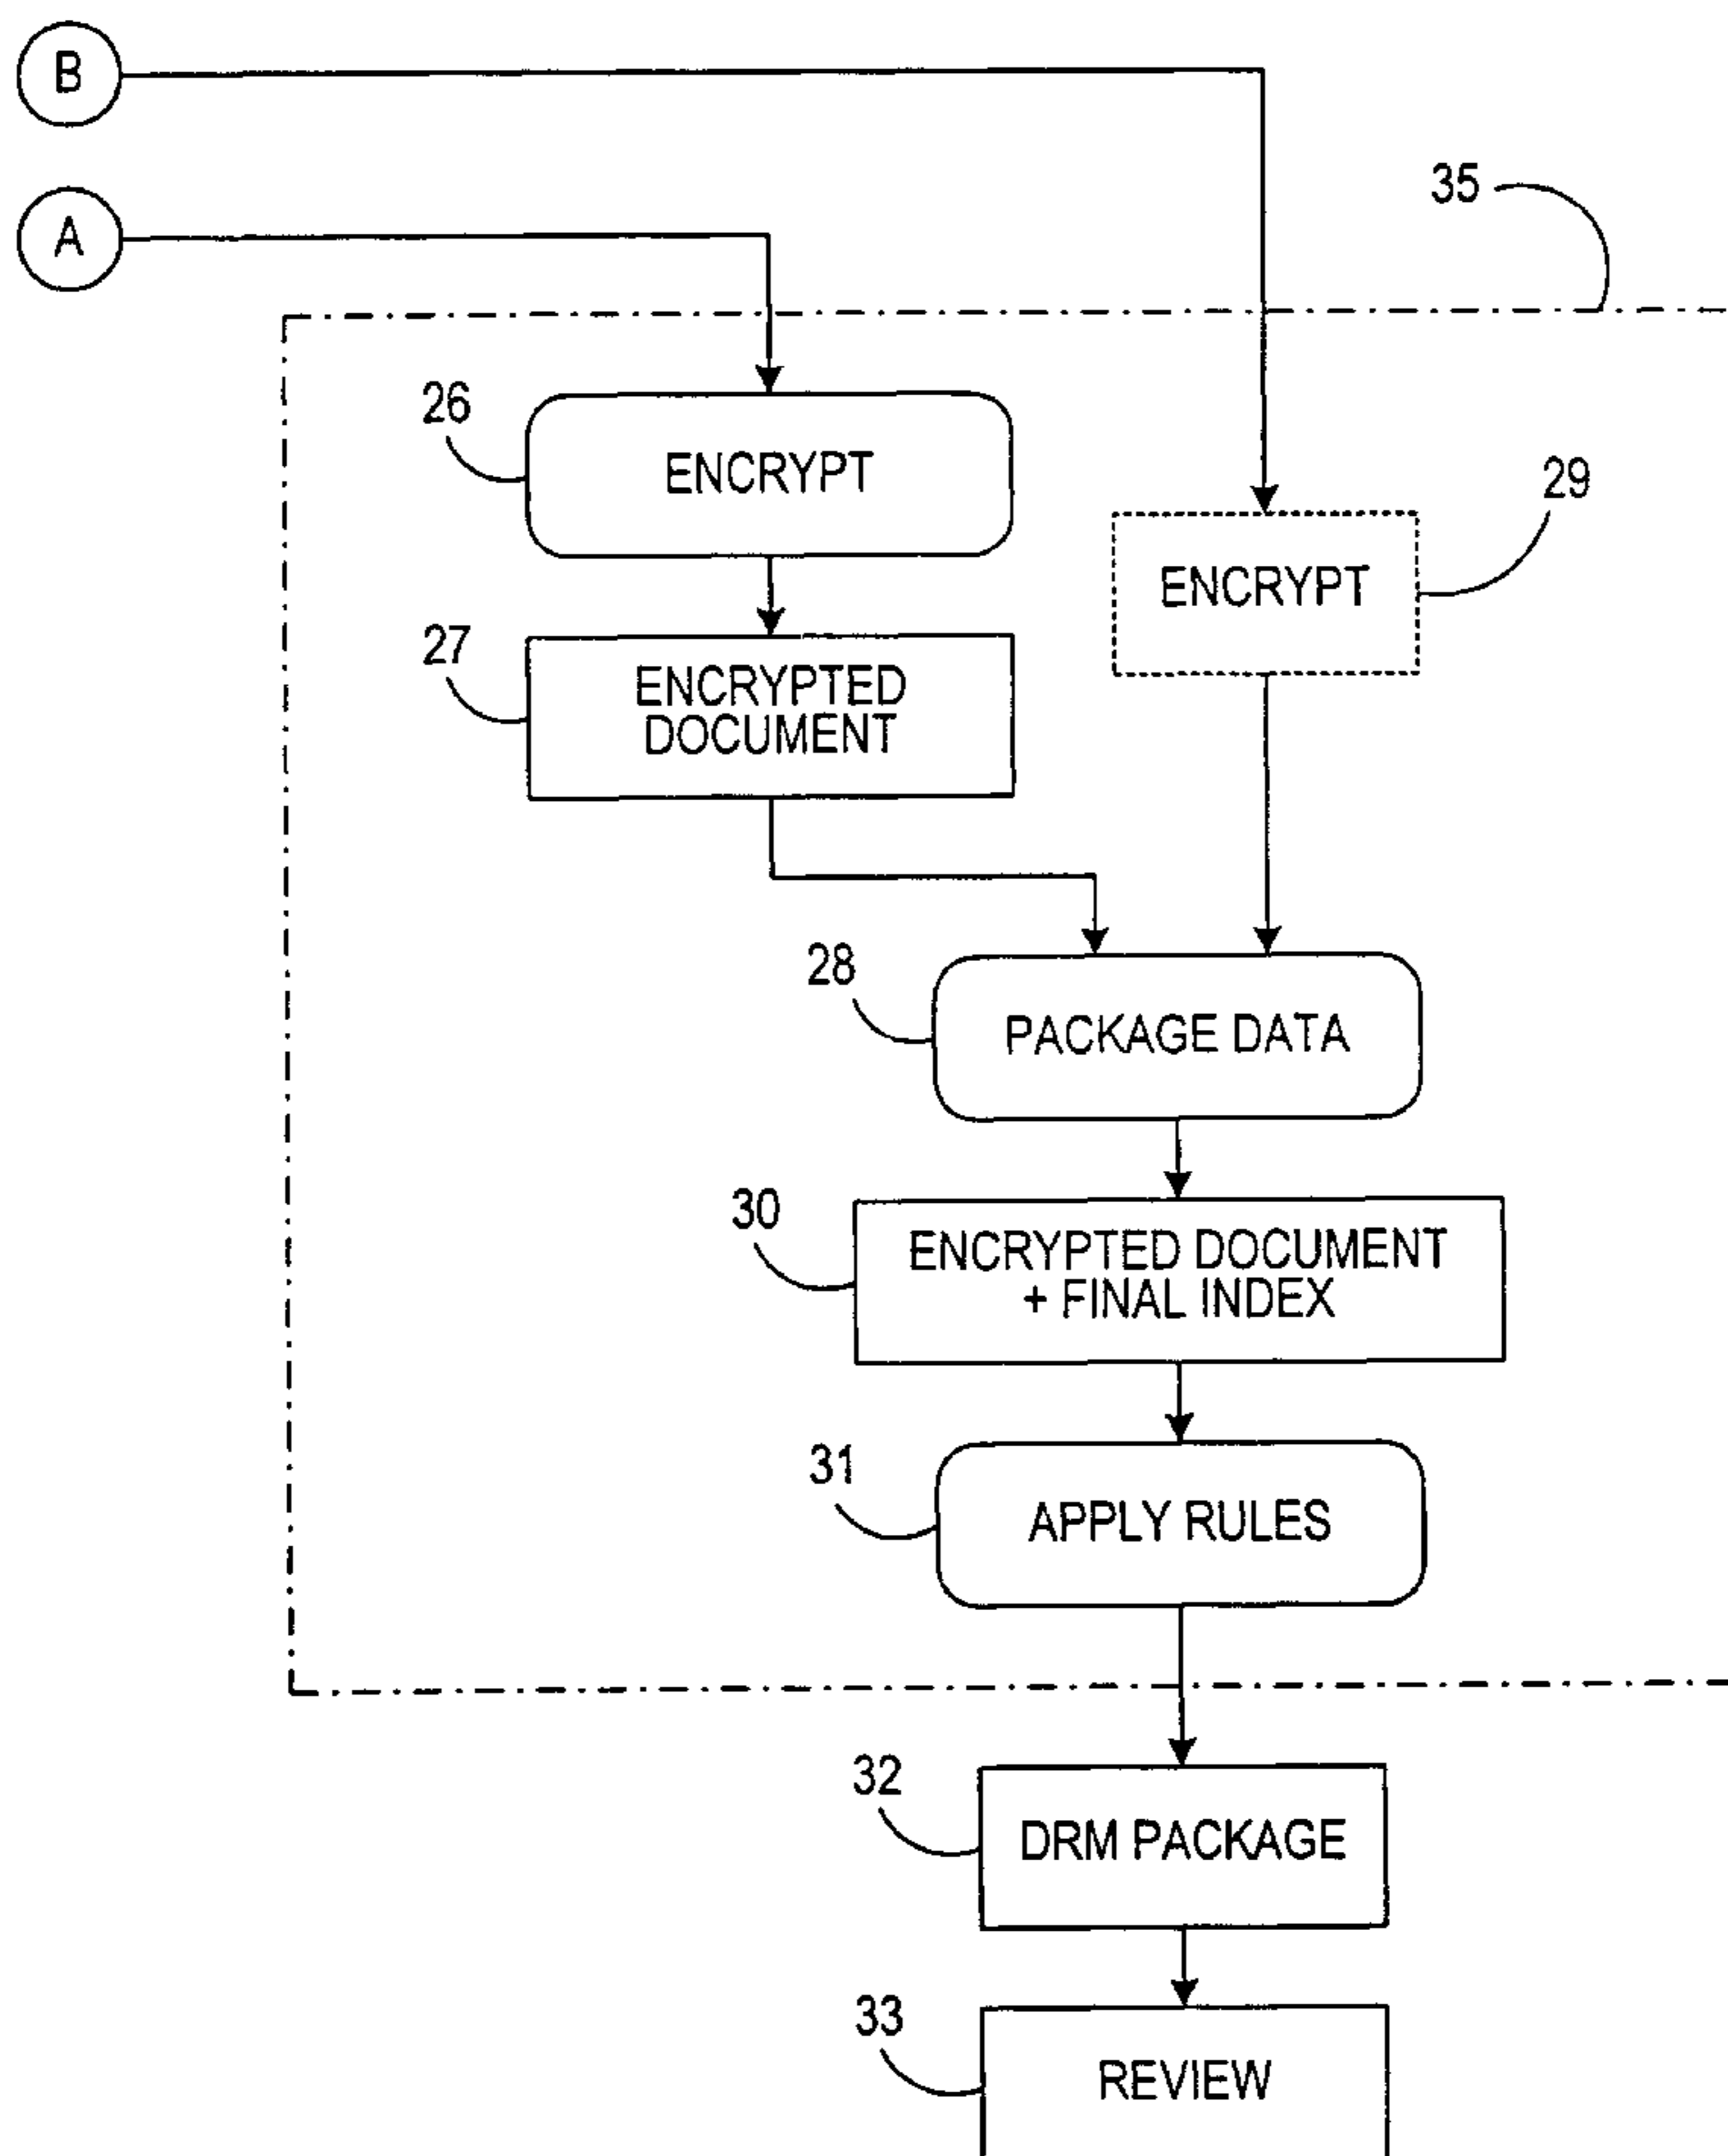 B
A
35
26
ENCRYPT
29
ENCRYPT
27
ENCRYPTED
DOCUMENT
28
PACKAGE DATA
30
ENCRYPTED DOCUMENT
+ FINAL INDEX
31
APPLY RULES
32
DRM PACKAGE
33
REVIEW